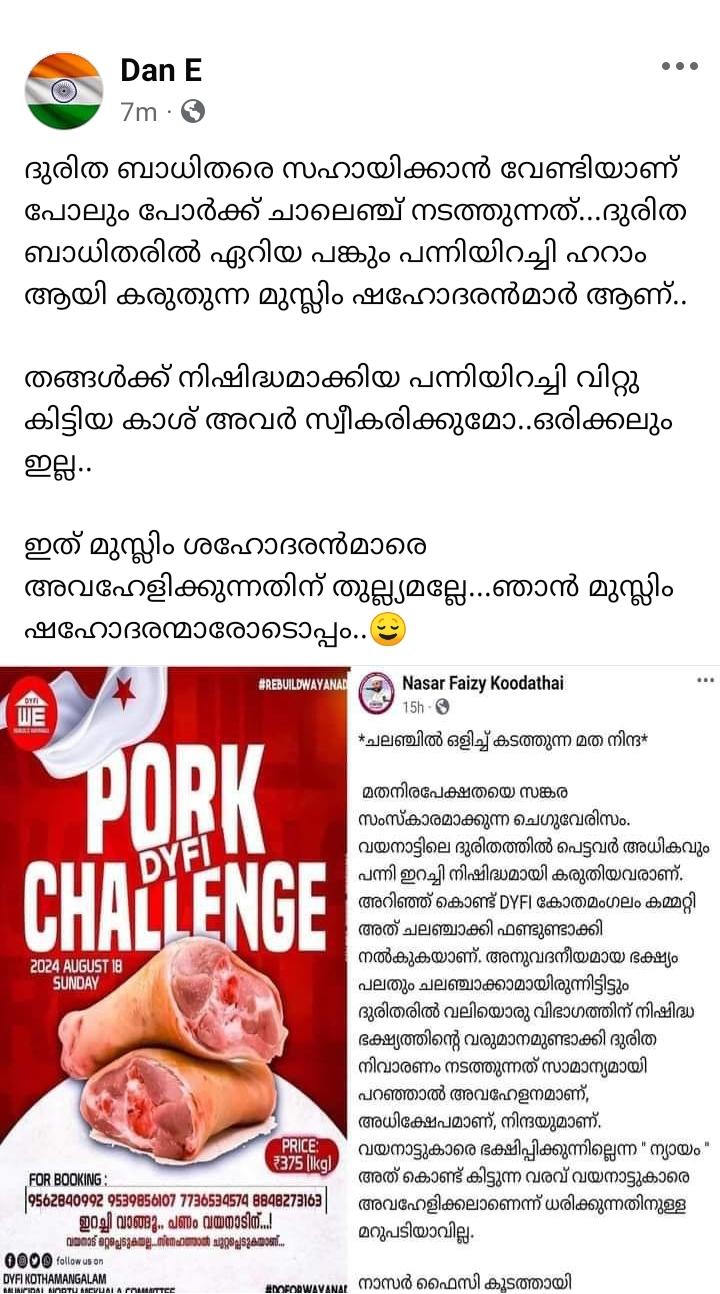 Dan E
7m
ദുരിത ബാധിതരെ സഹായിക്കാൻ വേണ്ടിയാണ്
പോലും പോർക്ക് ചാലെഞ്ച് നടത്തുന്നത്...ദുരിത
ബാധിതരിൽ ഏറിയ പങ്കും പന്നിയിറച്ചി ഹറാം
ആയി കരുതുന്ന മുസ്ലിം ഷഹോദരൻമാർ ആണ്..
തങ്ങൾക്ക് നിഷിദ്ധമാക്കിയ പന്നിയിറച്ചി വിറ്റു
കിട്ടിയ കാശ് അവർ സ്വീകരിക്കുമോ..ഒരിക്കലും
ഇല്ല..
ഇത് മുസ്ലിം ശഹോദരൻമാരെ
അവഹേളിക്കുന്നതിന് തുല്ല്യമല്ലേ...ഞാൻ മുസ്ലിം
ഷഹോദരന്മാരോടൊപ്പം..😌
DYFI
WE
#REBUILDWAYANAD
PORK
DYFI
CHALLENGE
2024 AUGUST 18
SUNDAY
PRICE:
₹375 (1kg)
FOR BOOKING :
9562840992 9539856107 7736534574 8848273163
ഇറച്ചി വാങ്ങൂ.. പണം വയനാടിന്...!
വയനാട് ഒറ്റപ്പെടുകയല്ല...സ്നേഹത്താൽ ചുറ്റപ്പെടുകയാണ്...
follow us on
DYFI KOTHAMANGALAM
MUNCIPAL NORTH MEKHALA COMMITTEE
#DOFORWAYANAD
Nasar Faizy Koodathai
15h
*ചലഞ്ചിൽ ഒളിച്ച് കടത്തുന്ന മത നിന്ദ*
മതനിരപേക്ഷതയെ സങ്കര
സംസ്കാരമാക്കുന്ന ചെഗുവേരിസം.
വയനാട്ടിലെ ദുരിതത്തിൽ പെട്ടവർ അധികവും
പന്നി ഇറച്ചി നിഷിദ്ധമായി കരുതിയവരാണ്.
അറിഞ്ഞ് കൊണ്ട് DYFI കോതമംഗലം കമ്മറ്റി
അത് ചലഞ്ചാക്കി ഫണ്ടുണ്ടാക്കി
നൽകുകയാണ്. അനുവദനീയമായ ഭക്ഷ്യം
പലതും ചലഞ്ചാക്കാമായിരുന്നിട്ടിട്ടും
ദുരിതരിൽ വലിയൊരു വിഭാഗത്തിന് നിഷിദ്ധ
ഭക്ഷ്യത്തിൻ്റെ വരുമാനമുണ്ടാക്കി ദുരിത
നിവാരണം നടത്തുന്നത് സാമാന്യമായി
പറഞ്ഞാൽ അവഹേളനമാണ്,
അധിക്ഷേപമാണ്, നിന്ദയുമാണ്.
വയനാട്ടുകാരെ ഭക്ഷിപ്പിക്കുന്നില്ലെന്ന " ന്യായം "
അത് കൊണ്ട് കിട്ടുന്ന വരവ് വയനാട്ടുകാരെ
അവഹേളിക്കലാണെന്ന് ധരിക്കുന്നതിനുള്ള
മറുപടിയാവില്ല.
നാസർ ഫൈസി കൂടത്തായി